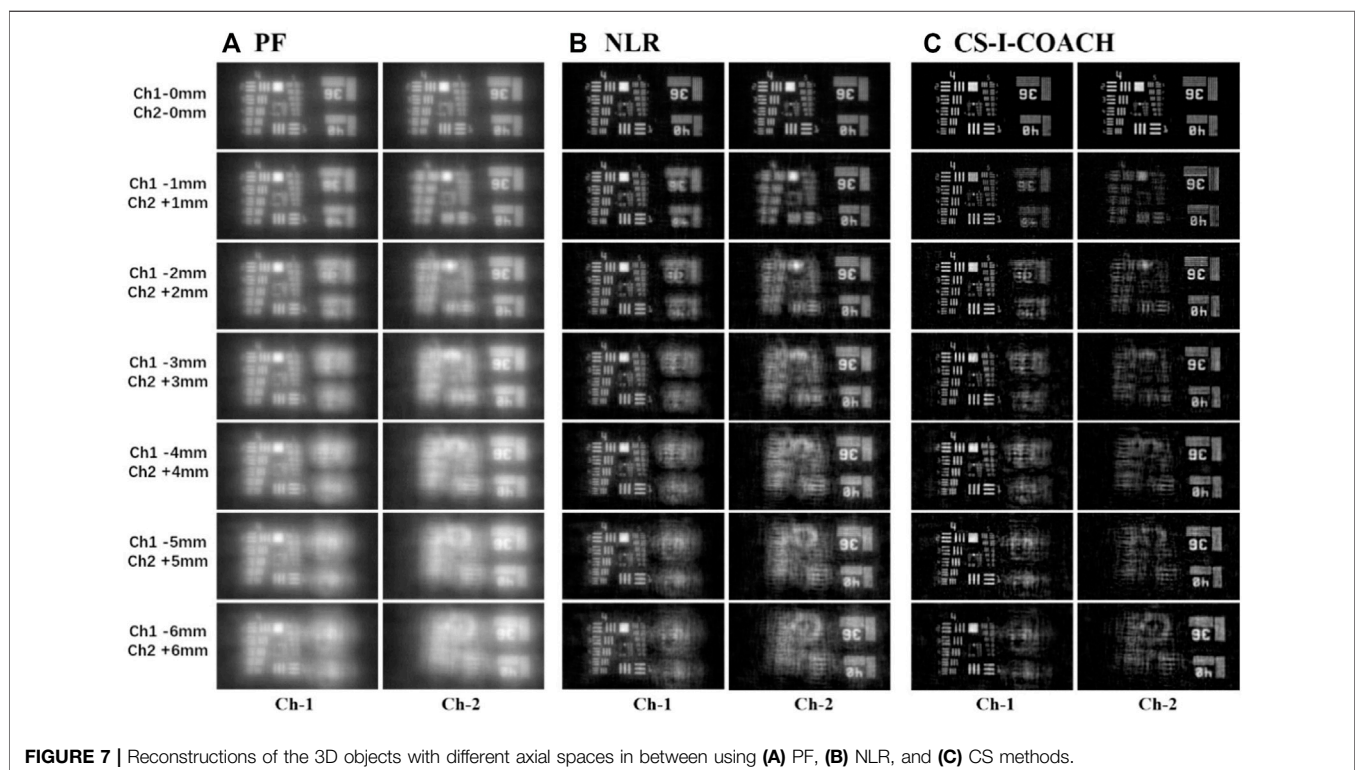 A PF
B NLR
C CS-I-COACH
Ch1-0mm
Ch2-0mm
Ch1 -1mm
Ch2 +1mm
Ch1 -2mm
Ch2 +2mm
Ch1 -3mm
Ch2 +3mm
Ch1 -4mm
Ch2 +4mm
Ch1 -5mm
Ch2 +5mm
Ch1 -6mm
Ch2 +6mm
Ch-1 Ch-2 Ch-1 Ch-2 Ch-1 Ch-2
FIGURE 7 | Reconstructions of the 3D objects with different axial spaces in between using (A) PF, (B) NLR, and (C) CS methods.